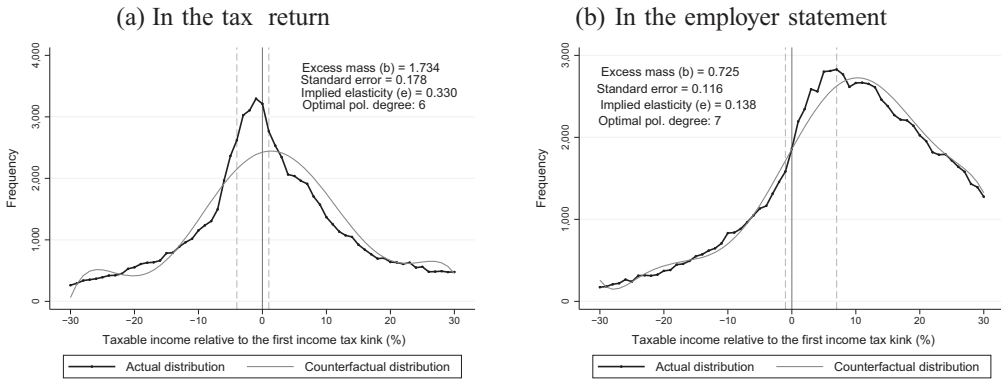 (a) In the tax return
4,000
3,000
2,000
1,000
0
Frequency
Excess mass (b) = 1.734
Standard error = 0.178
Implied elasticity (e) = 0.330
Optimal pol. degree: 6
−30 −20 −10 0 10 20 30
Taxable income relative to the first income tax kink (%)
Actual distribution Counterfactual distribution
(b) In the employer statement
3,000
2,000
1,000
0
Frequency
Excess mass (b) = 0.725
Standard error = 0.116
Implied elasticity (e) = 0.138
Optimal pol. degree: 7
−30 −20 −10 0 10 20 30
Taxable income relative to the first income tax kink (%)
Actual distribution Counterfactual distribution